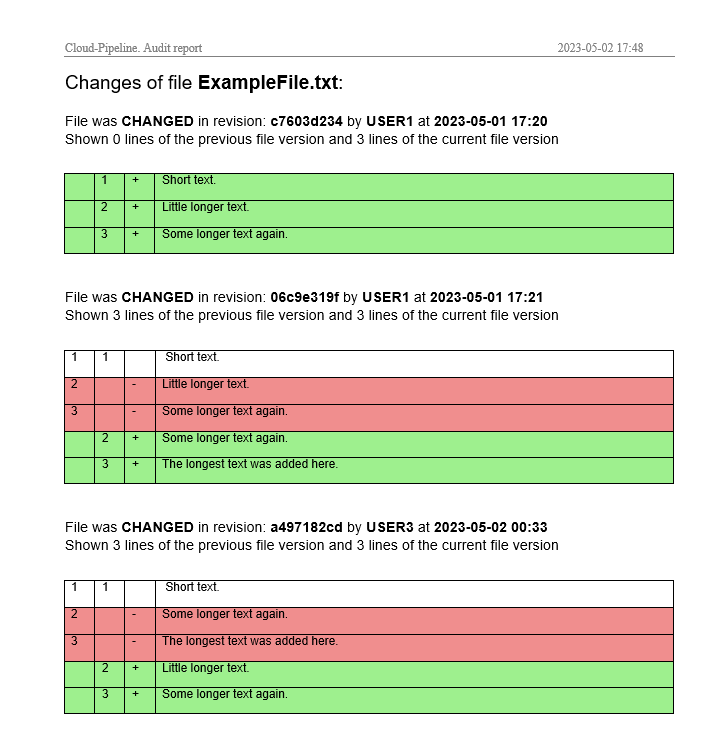 Cloud-Pipeline. Audit report 2023-05-02 17:48
Changes of file ExampleFile.txt:
File was CHANGED in revision: c7603d234 by USER1 at 2023-05-01 17:20
Shown 0 lines of the previous file version and 3 lines of the current file version
1 + Short text.
2 + Little longer text.
3 + Some longer text again.
File was CHANGED in revision: 06c9e319f by USER1 at 2023-05-01 17:21
Shown 3 lines of the previous file version and 3 lines of the current file version
1 1 Short text.
2 - Little longer text.
3 - Some longer text again.
2 + Some longer text again.
3 + The longest text was added here.
File was CHANGED in revision: a497182cd by USER3 at 2023-05-02 00:33
Shown 3 lines of the previous file version and 3 lines of the current file version
1 1 Short text.
2 - Some longer text again.
3 - The longest text was added here.
2 + Little longer text.
3 + Some longer text again.